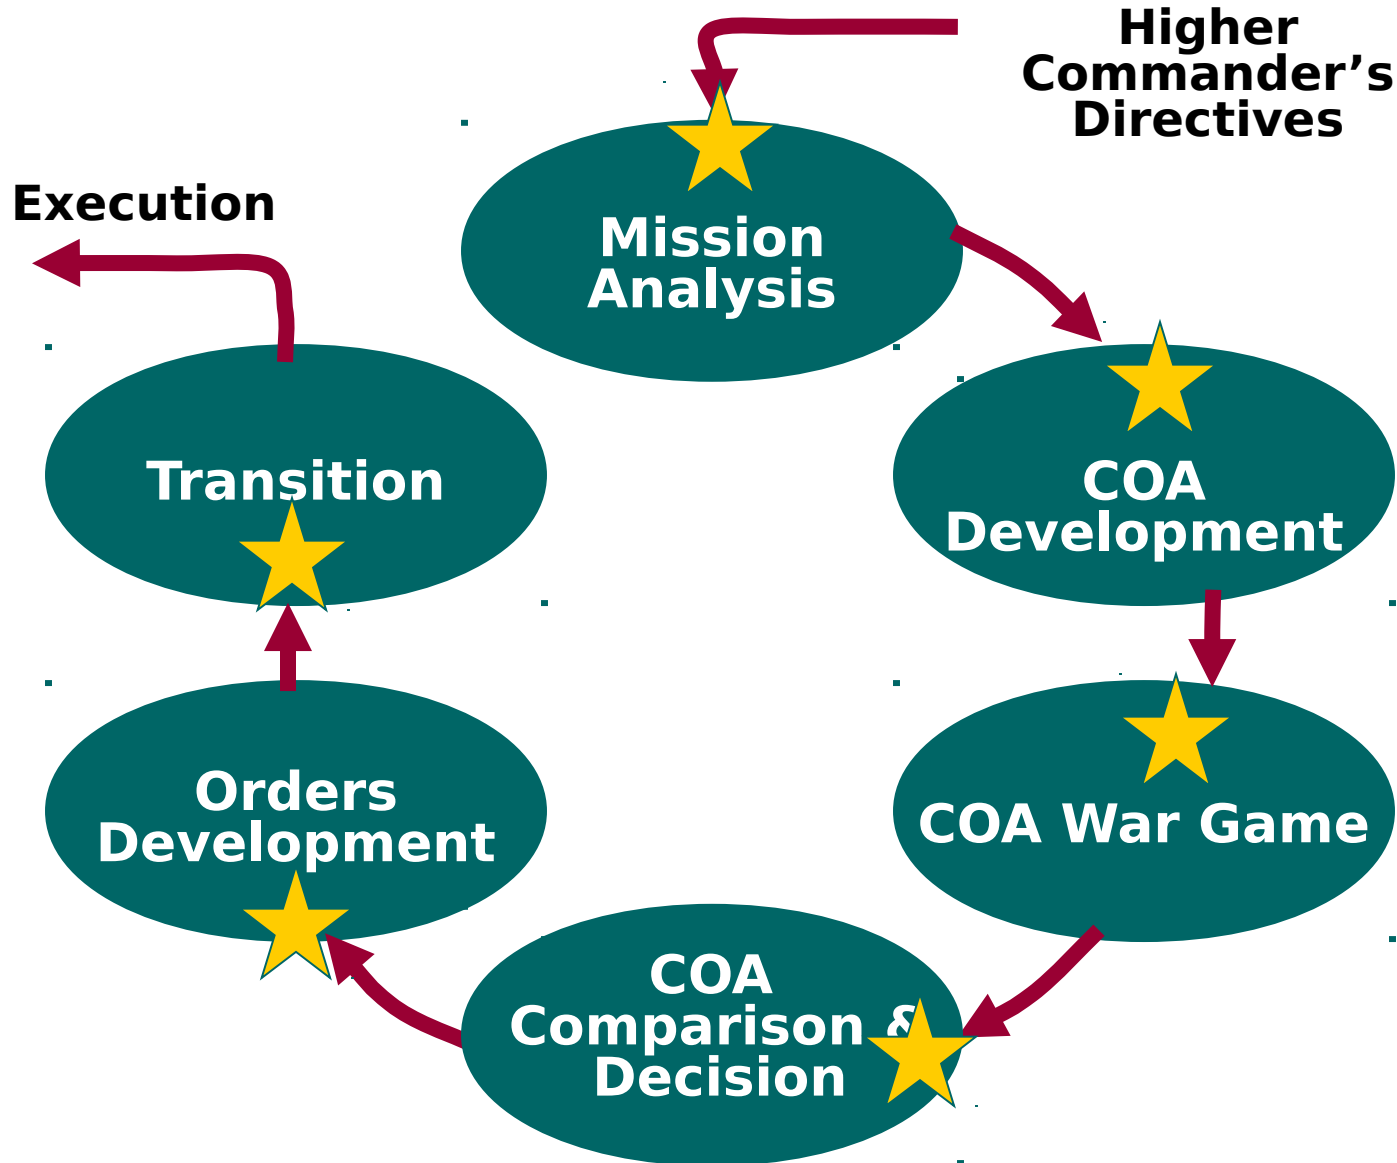 Higher
Commander’s
Directives
Execution
Mission
Analysis
Transition
COA
Development
Orders
Development
COA War Game
COA
Comparison &
Decision